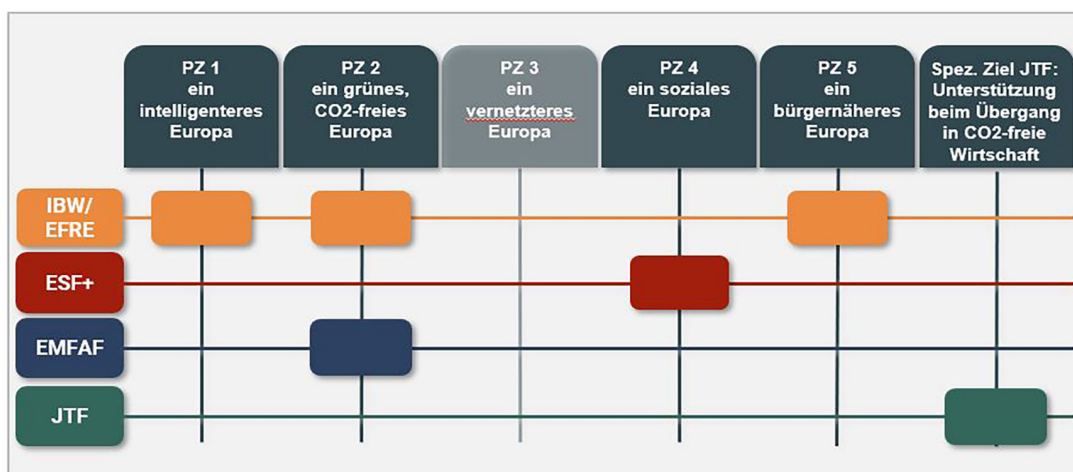 PZ 1
ein
intelligenteres
Europa
PZ 2
ein grünes,
CO2-freies
Europa
PZ 3
ein
vernetzteres
Europa
PZ 4
ein soziales
Europa
PZ 5
ein
bürgernäheres
Europa
Spez. Ziel JTF:
Unterstützung
beim Übergang
in CO2-freie
Wirtschaft
IBW/
EFRE
ESF+
EMFAF
JTF